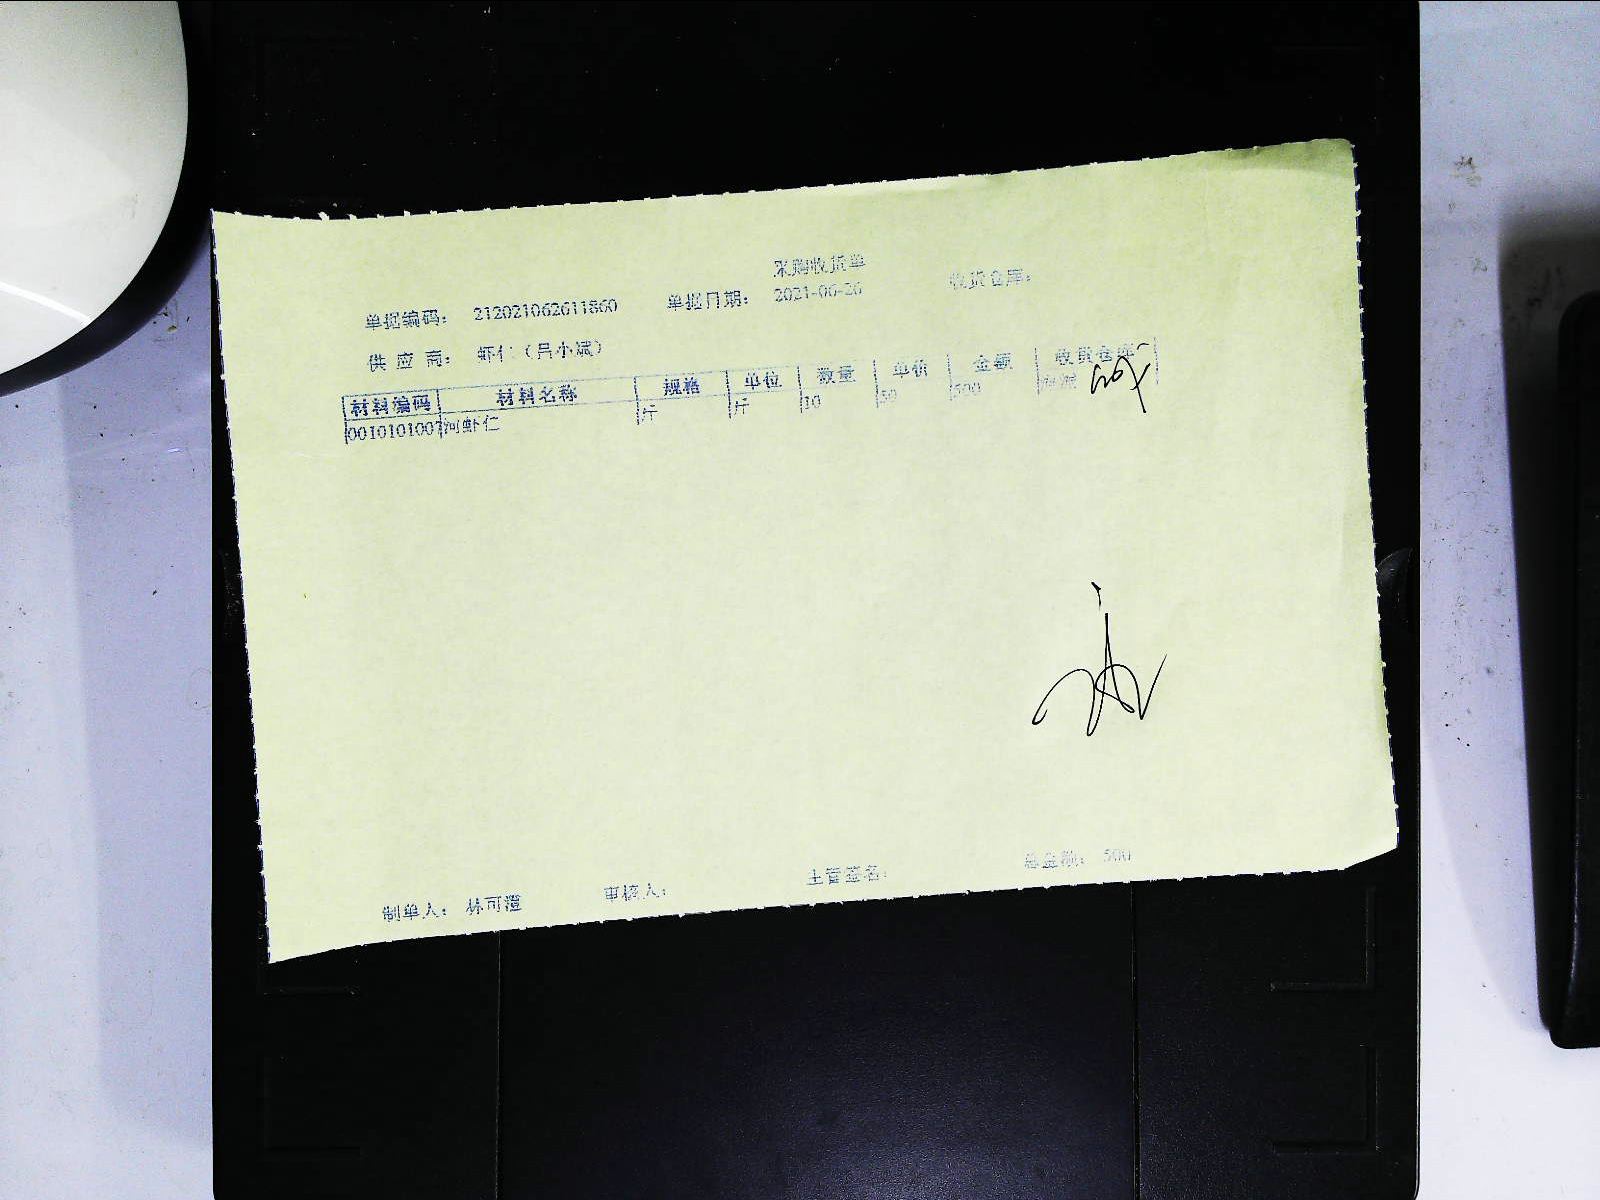 采购收货单
单据编码： 212021062611860 单据日期： 2021-06-26 收货仓库：
供 应 商： 虾仁（吕小斌）
材料编码 材料名称 规格 单位 数量 单价 金额 收货仓库
0010101007 河虾仁 斤 斤 10 50 500
制单人： 林可澄 审核人： 主管签名： 总金额： 500